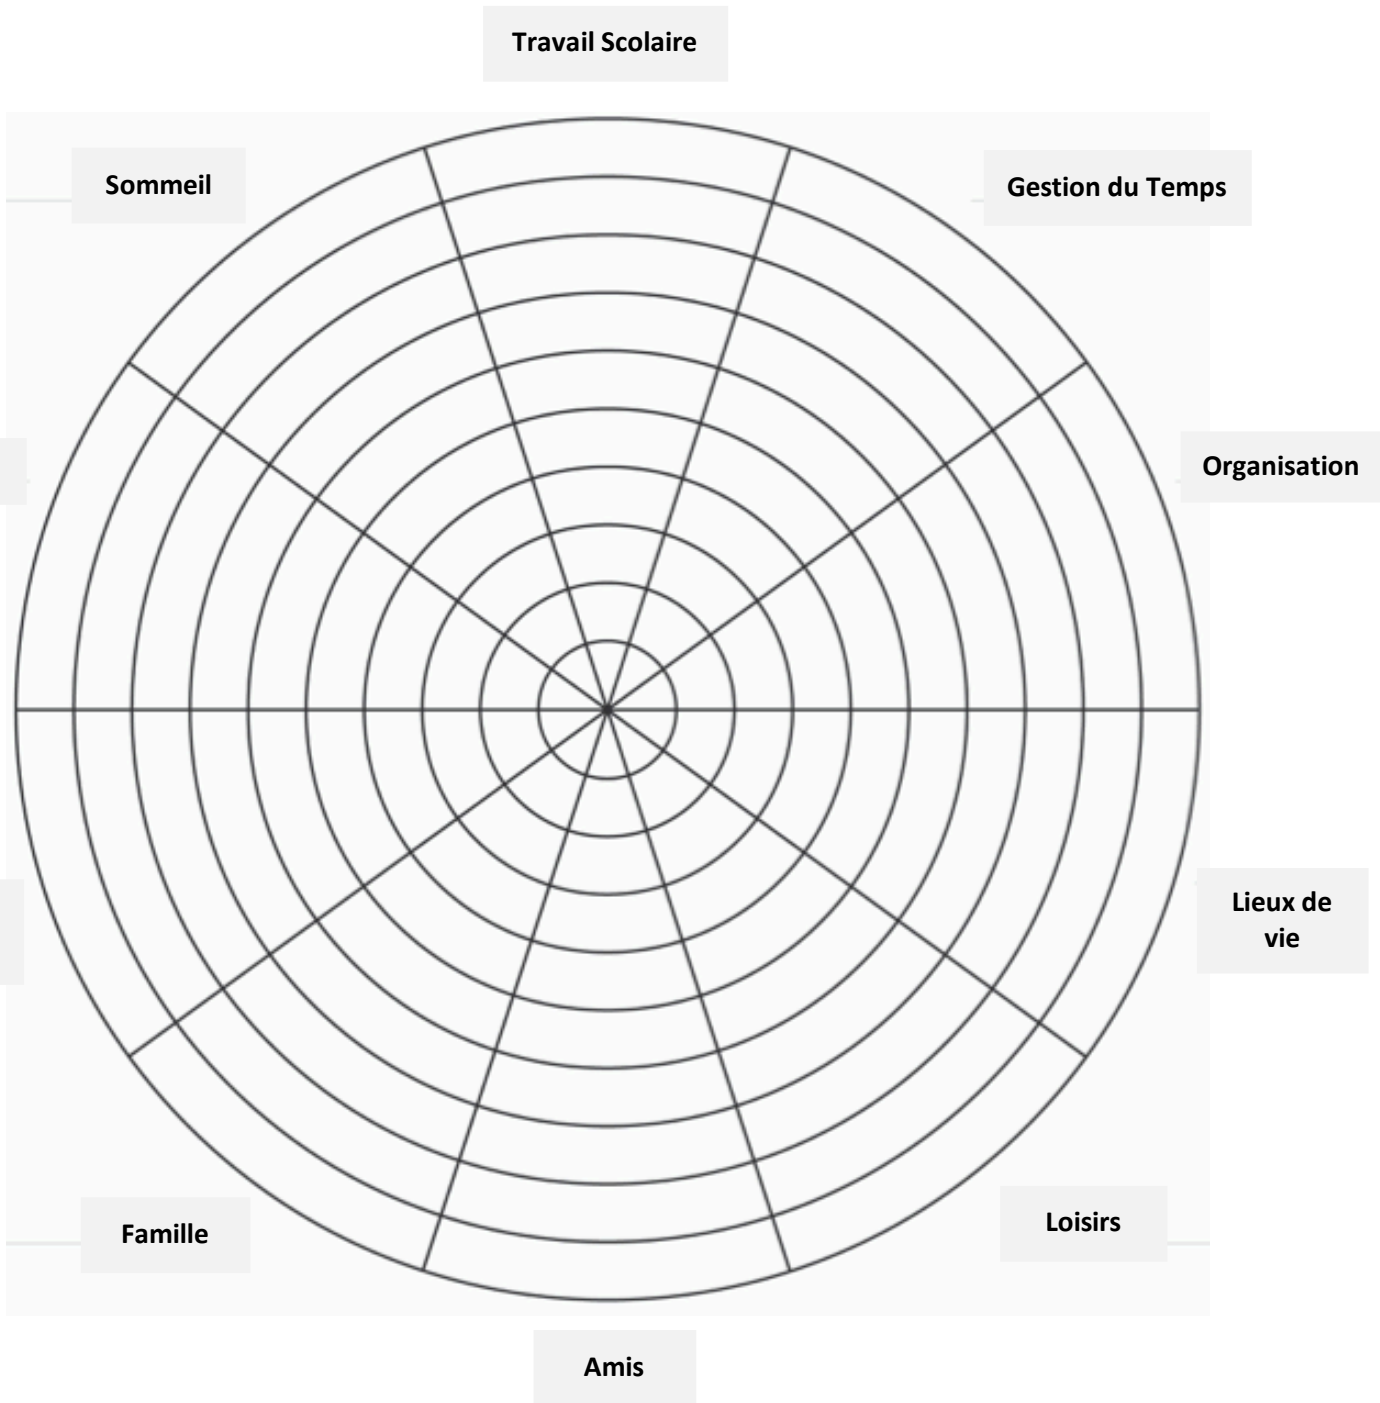 Travail Scolaire
Sommeil
Gestion du Temps
Organisation
Lieux de
vie
Loisirs
Famille
Amis